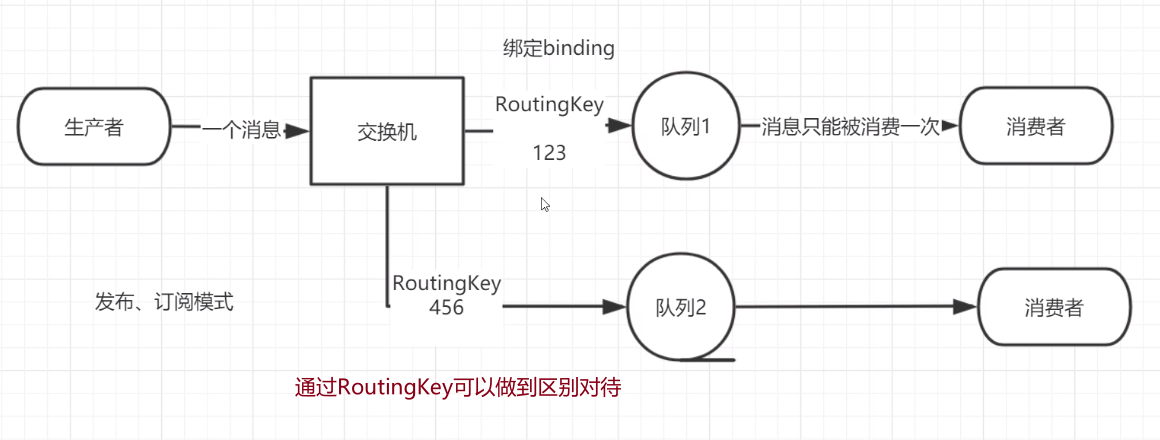 绑定binding
生产者
一个消息
交换机
RoutingKey
123
队列1
消息只能被消费一次
消费者
发布、订阅模式
RoutingKey
456
队列2
消费者
通过RoutingKey可以做到区别对待